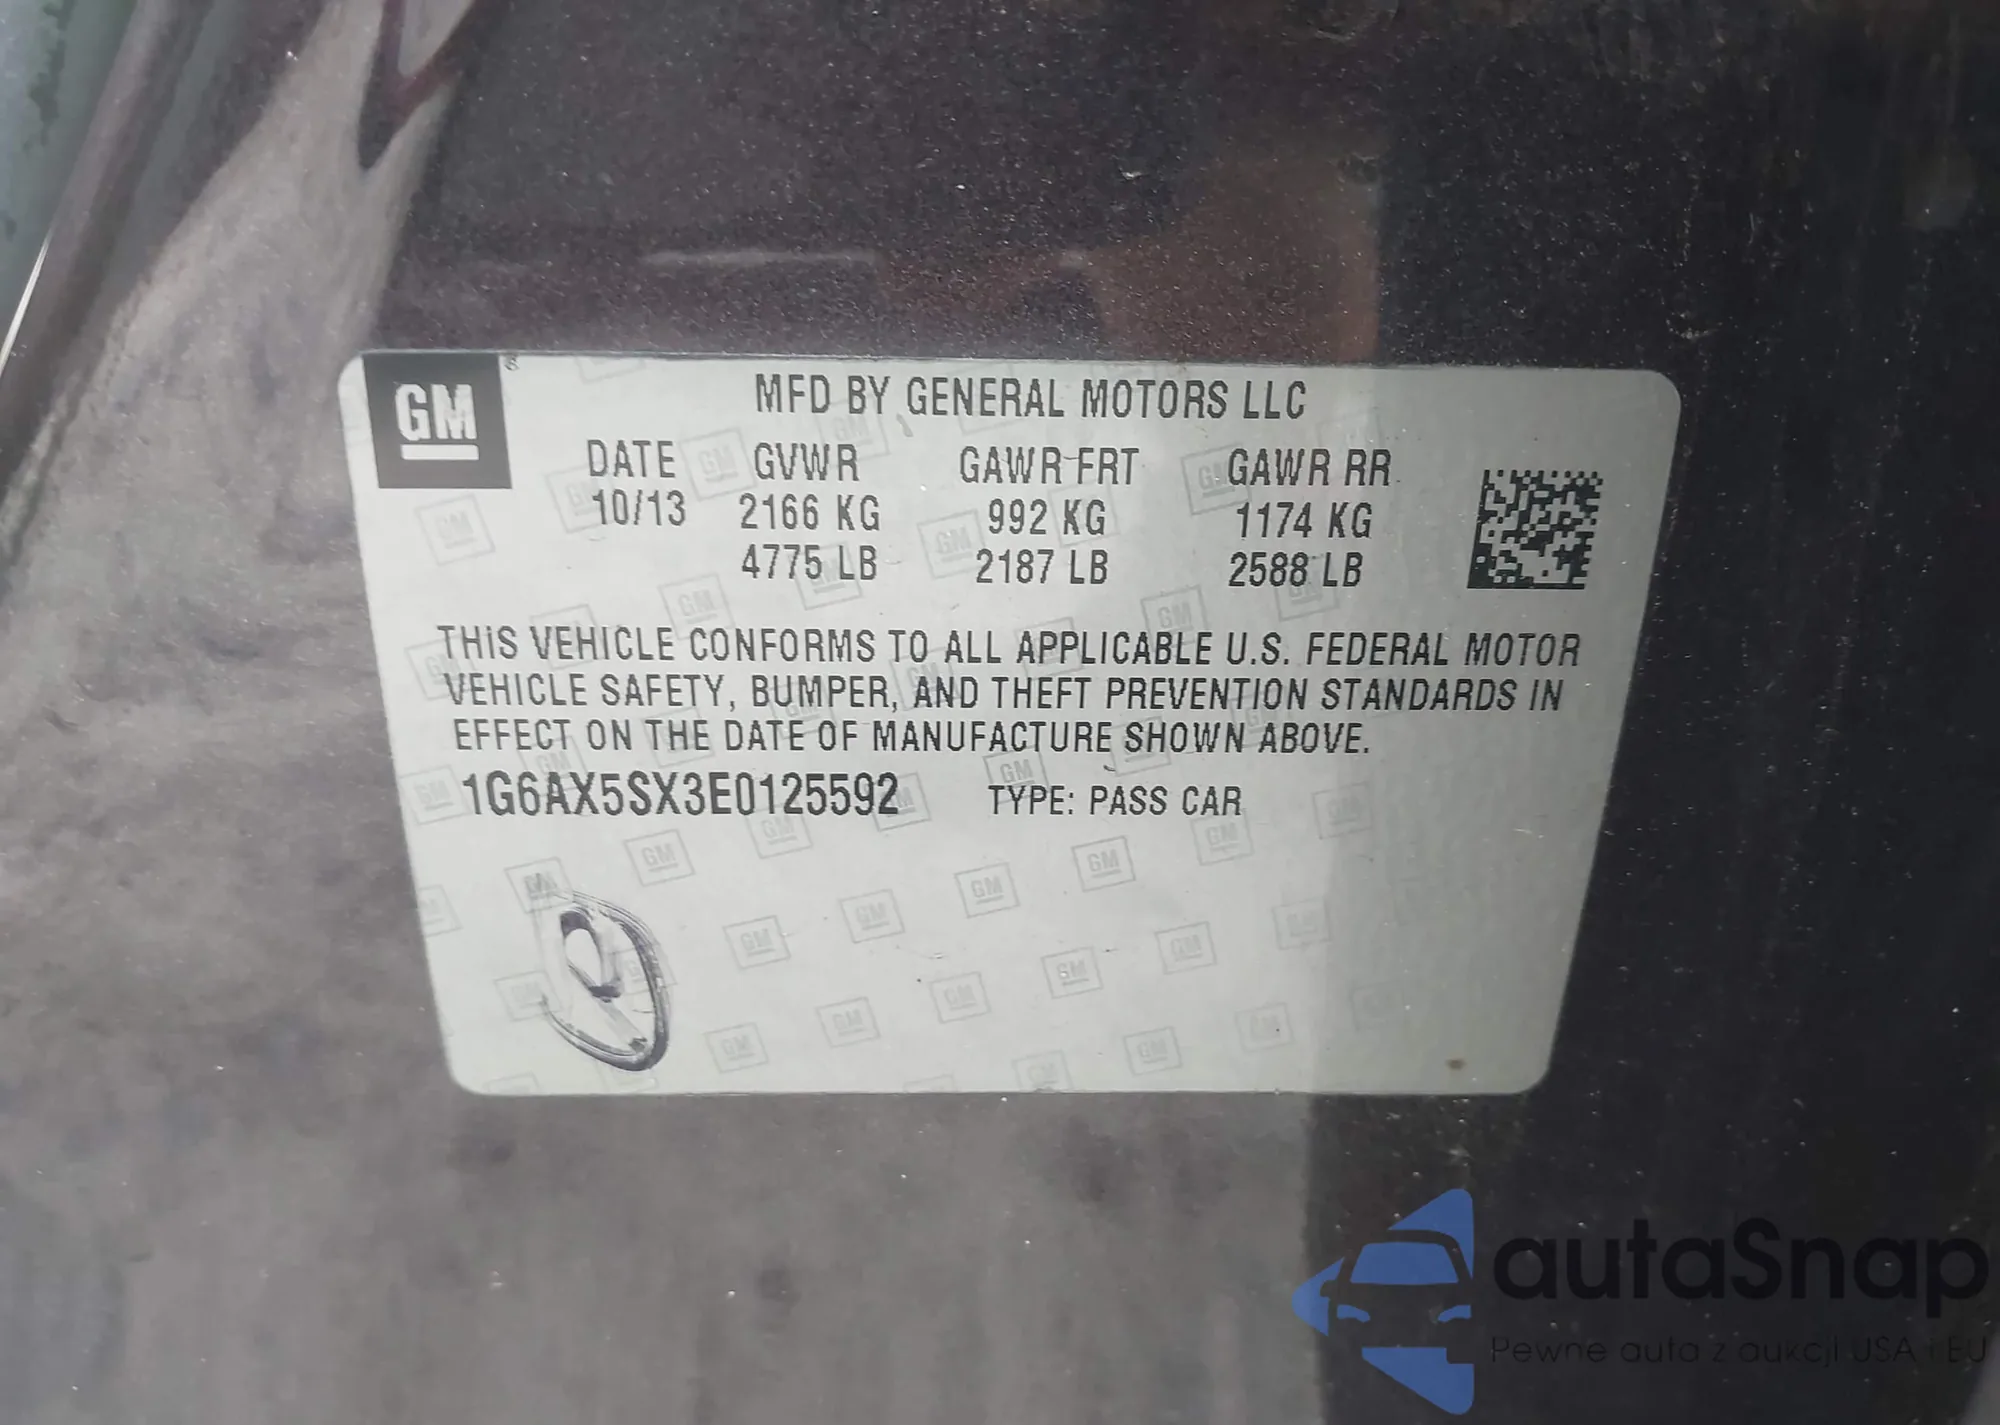 GM
MFD BY GENERAL MOTORS LLC
DATE GVWR GAWR FRT GAWR RR
10/13 2166 KG 992 KG 1174 KG
4775 LB 2187 LB 2588 LB
THIS VEHICLE CONFORMS TO ALL APPLICABLE U.S. FEDERAL MOTOR
VEHICLE SAFETY, BUMPER, AND THEFT PREVENTION STANDARDS IN
EFFECT ON THE DATE OF MANUFACTURE SHOWN ABOVE.
1G6AX5SX3E0125592 TYPE: PASS CAR
autaSnap
Pewne auta z aukcji USA i EU